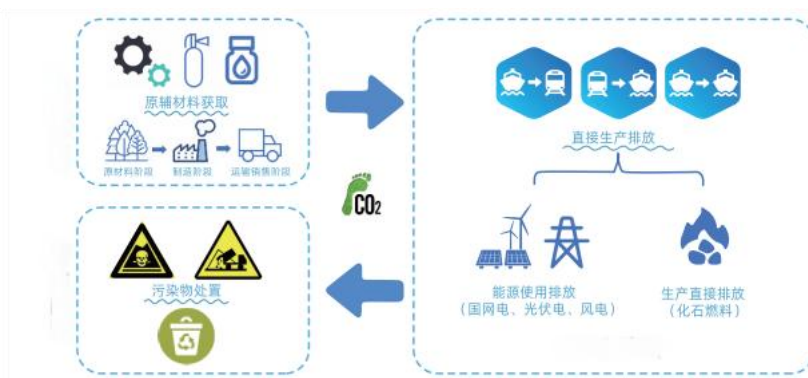 原辅材料获取
原材料阶段
制造阶段
运输销售阶段
CO₂
污染物处置
直接生产排放
能源使用排放
(国网电、光伏电、风电)
生产直接排放
(化石燃料)